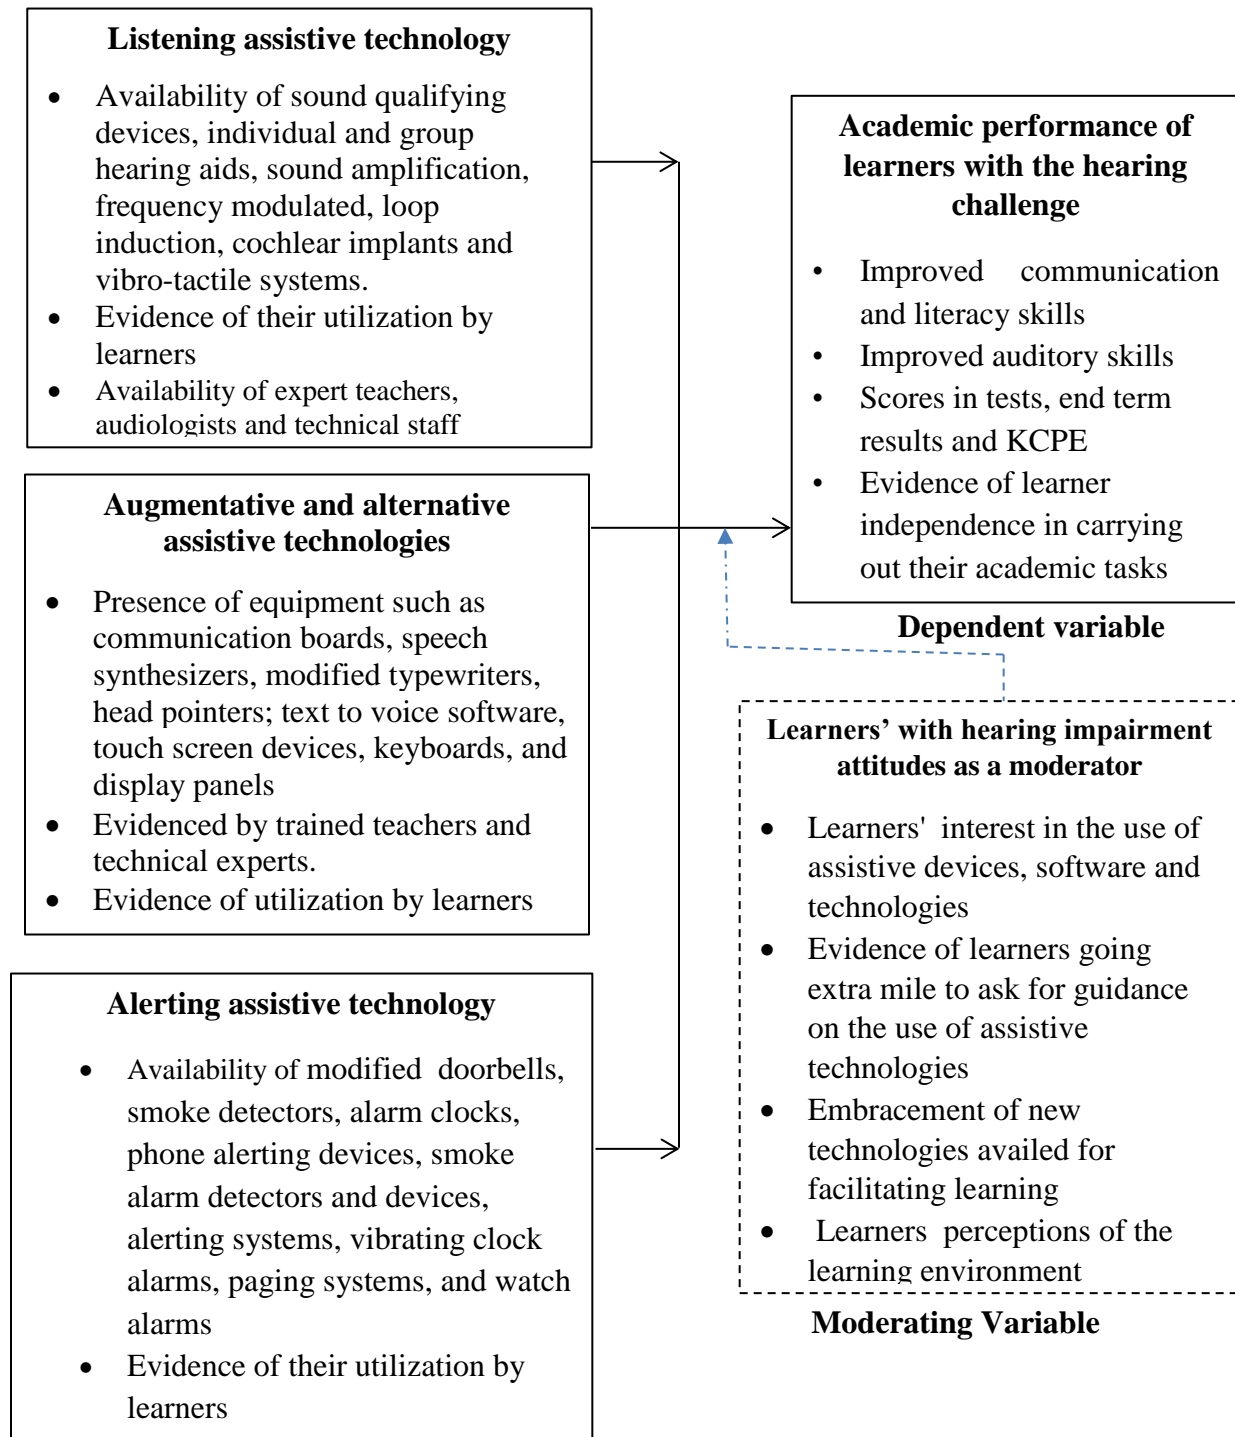 Listening assistive technology
• Availability of sound qualifying
devices, individual and group
hearing aids, sound amplification,
frequency modulated, loop
induction, cochlear implants and
vibro-tactile systems.
• Evidence of their utilization by
learners
• Availability of expert teachers,
audiologists and technical staff
Augmentative and alternative
assistive technologies
• Presence of equipment such as
communication boards, speech
synthesizers, modified typewriters,
head pointers; text to voice software,
touch screen devices, keyboards, and
display panels
• Evidenced by trained teachers and
technical experts.
• Evidence of utilization by learners
Alerting assistive technology
• Availability of modified doorbells,
smoke detectors, alarm clocks,
phone alerting devices, smoke
alarm detectors and devices,
alerting systems, vibrating clock
alarms, paging systems, and watch
alarms
• Evidence of their utilization by
learners
Academic performance of
learners with the hearing
challenge
• Improved communication
and literacy skills
• Improved auditory skills
• Scores in tests, end term
results and KCPE
• Evidence of learner
independence in carrying
out their academic tasks
Dependent variable
Learners’ with hearing impairment
attitudes as a moderator
• Learners' interest in the use of
assistive devices, software and
technologies
• Evidence of learners going
extra mile to ask for guidance
on the use of assistive
technologies
• Embracement of new
technologies availed for
facilitating learning
• Learners perceptions of the
learning environment
Moderating Variable